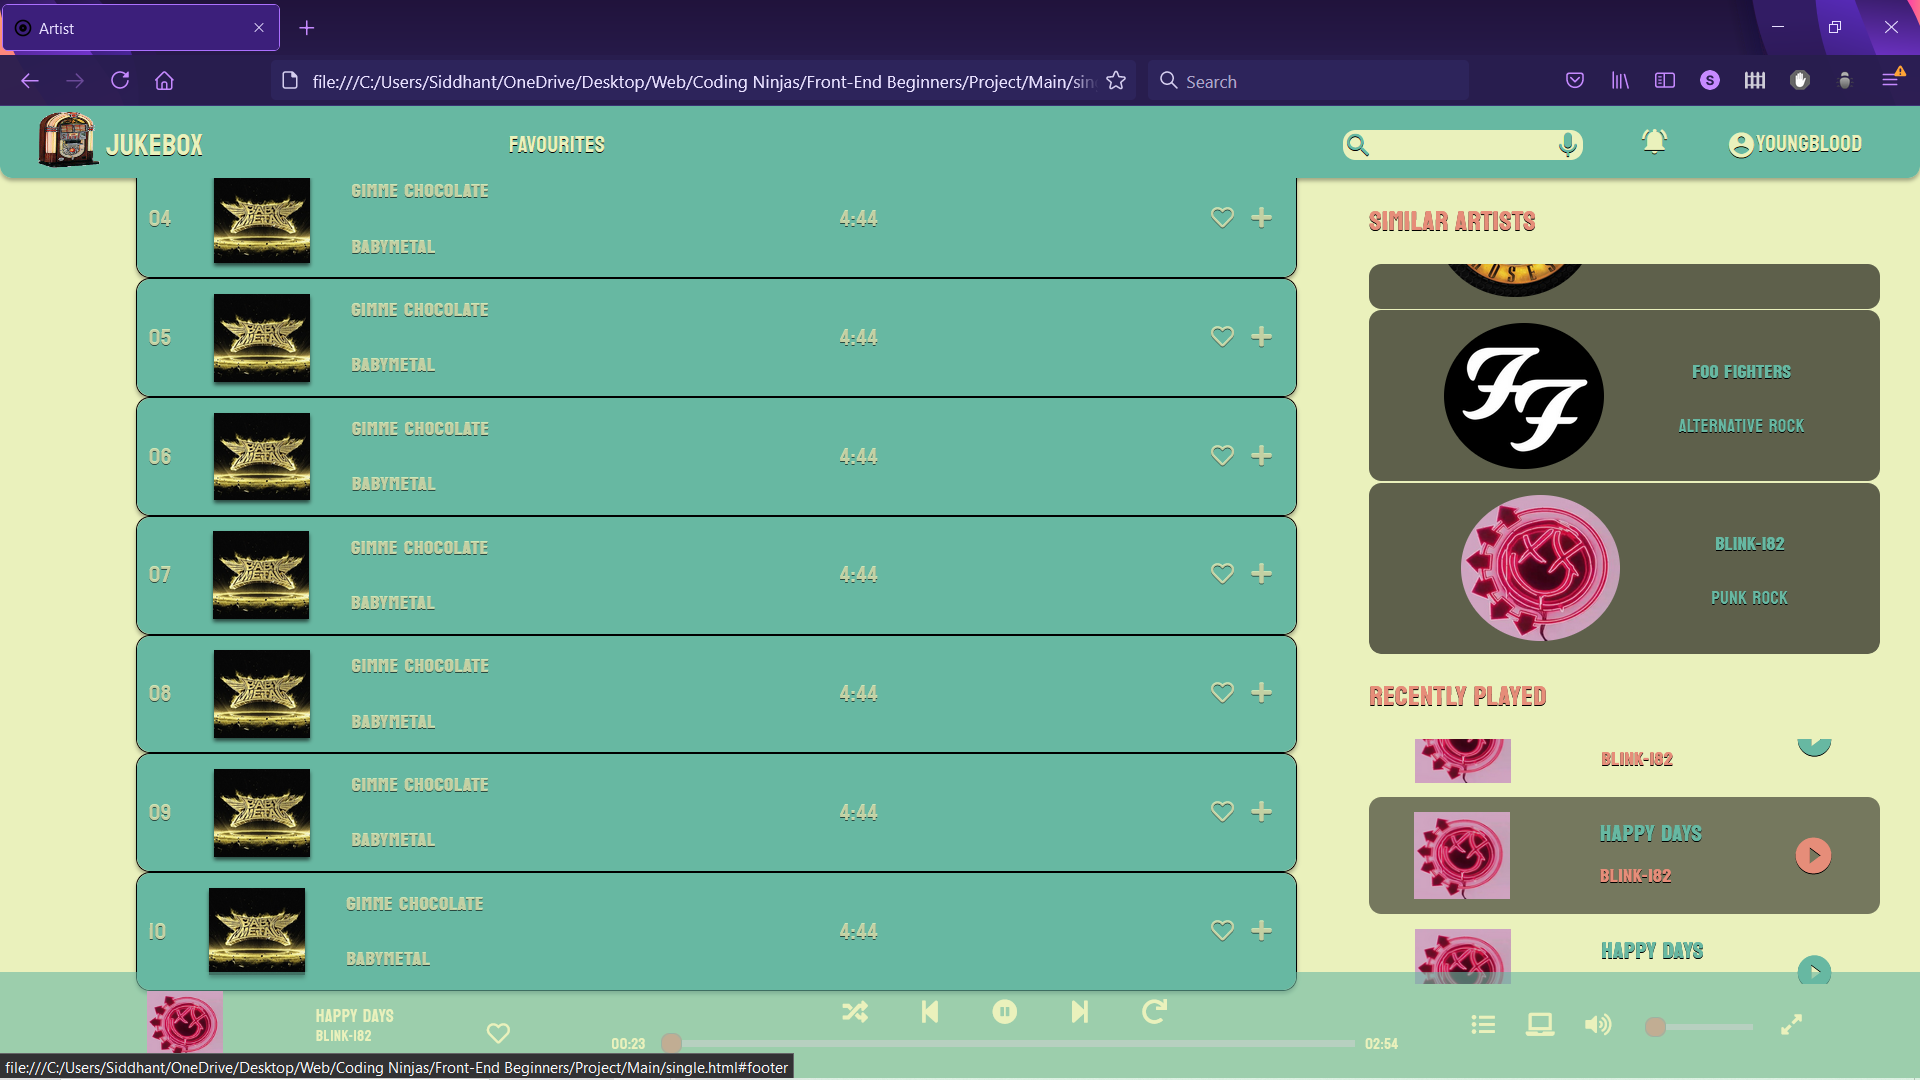 Artist
file:///C:/Users/Siddhant/OneDrive/Desktop/Web/Coding Ninjas/Front-End Beginners/Project/Main/sin
Search
S
JUKEBOX
FAVOURITES
YOUNGBLOOD
04
GIMME CHOCOLATE
BABYMETAL
4:44
05
GIMME CHOCOLATE
BABYMETAL
4:44
06
GIMME CHOCOLATE
BABYMETAL
4:44
07
GIMME CHOCOLATE
BABYMETAL
4:44
08
GIMME CHOCOLATE
BABYMETAL
4:44
09
GIMME CHOCOLATE
BABYMETAL
4:44
10
GIMME CHOCOLATE
BABYMETAL
4:44
SIMILAR ARTISTS
FF
FOO FIGHTERS
ALTERNATIVE ROCK
BLINK-182
PUNK ROCK
RECENTLY PLAYED
BLINK-182
HAPPY DAYS
BLINK-182
HAPPY DAYS
HAPPY DAYS
BLINK-182
00:23
02:54
file:///C:/Users/Siddhant/OneDrive/Desktop/Web/Coding Ninjas/Front-End Beginners/Project/Main/single.html#footer